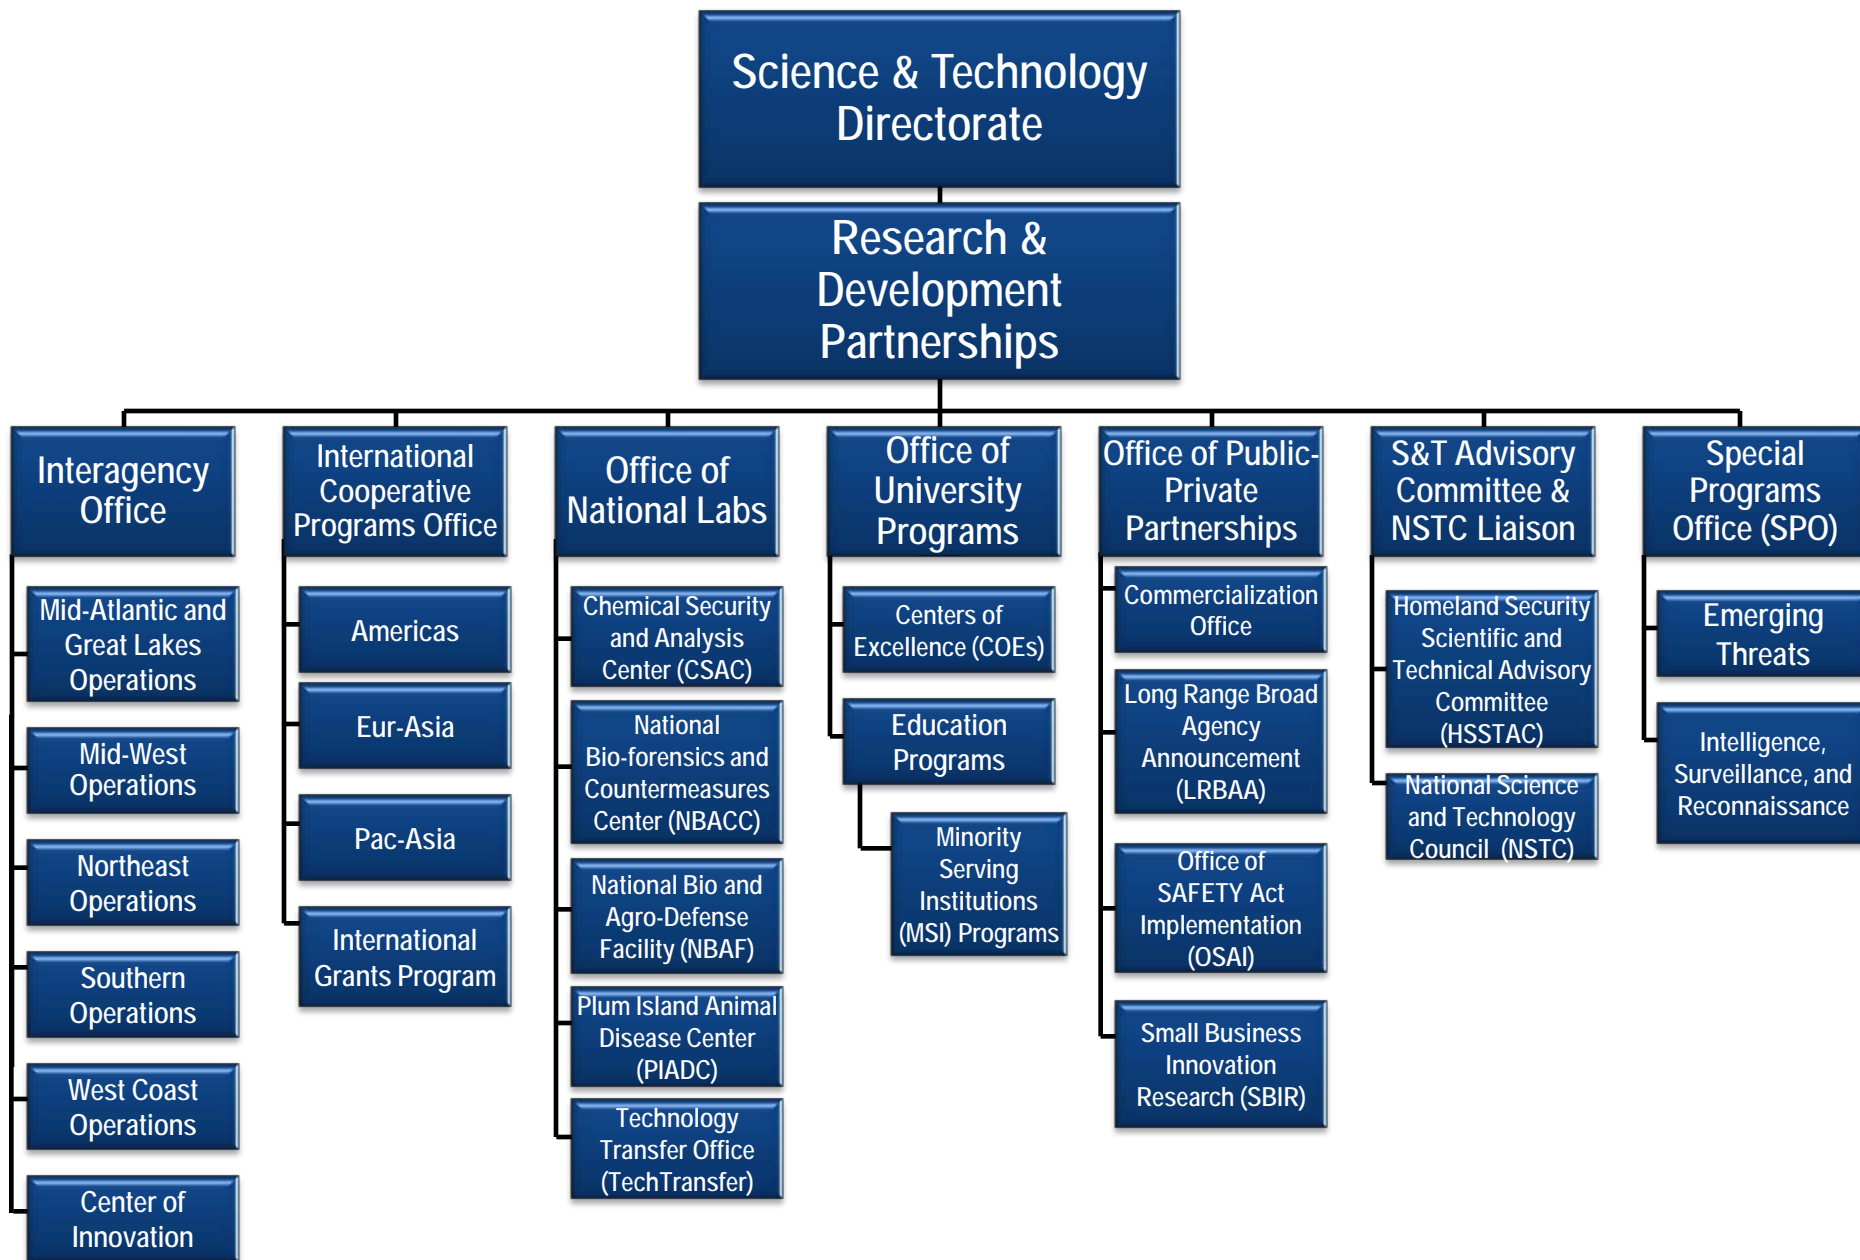 Science & Technology
Directorate
Research &
Development
Partnerships
Interagency
Office
Mid-Atlantic and
Great Lakes
Operations
Mid-West
Operations
Northeast
Operations
Southern
Operations
West Coast
Operations
Center of
Innovation
International
Cooperative
Programs Office
Americas
Eur-Asia
Pac-Asia
International
Grants Program
Office of
National Labs
Chemical Security
and Analysis
Center (CSAC)
National
Bio-forensics and
Countermeasures
Center (NBACC)
National Bio and
Agro-Defense
Facility (NBAF)
Plum Island Animal
Disease Center
(PIADC)
Technology
Transfer Office
(TechTransfer)
Office of
University
Programs
Centers of
Excellence (COEs)
Education
Programs
Minority
Serving
Institutions
(MSI) Programs
Office of Public-
Private
Partnerships
Commercialization
Office
Long Range Broad
Agency
Announcement
(LRBAA)
Office of
SAFETY Act
Implementation
(OSAI)
Small Business
Innovation
Research (SBIR)
S&T Advisory
Committee &
NSTC Liaison
Homeland Security
Scientific and
Technical Advisory
Committee
(HSSTAC)
National Science
and Technology
Council (NSTC)
Special
Programs
Office (SPO)
Emerging
Threats
Intelligence,
Surveillance, and
Reconnaissance